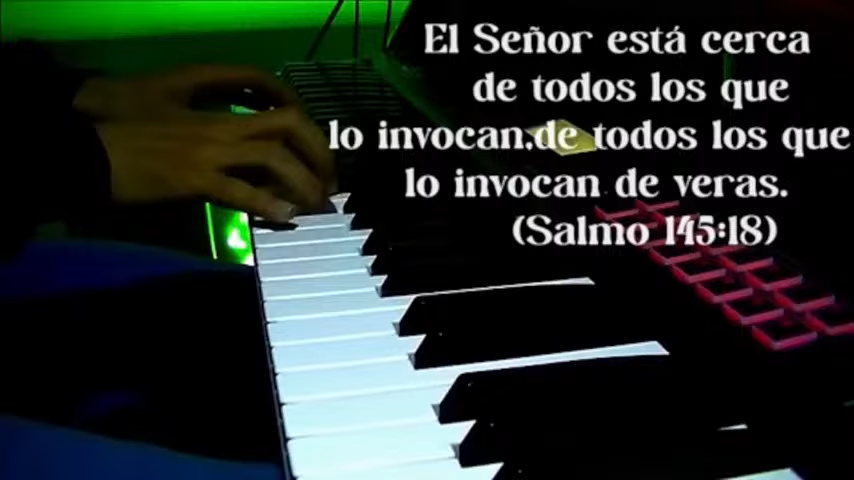 El Señor está cerca
de todos los que
lo invocan.de todos los que
lo invocan de veras.
(Salmo 145:18)